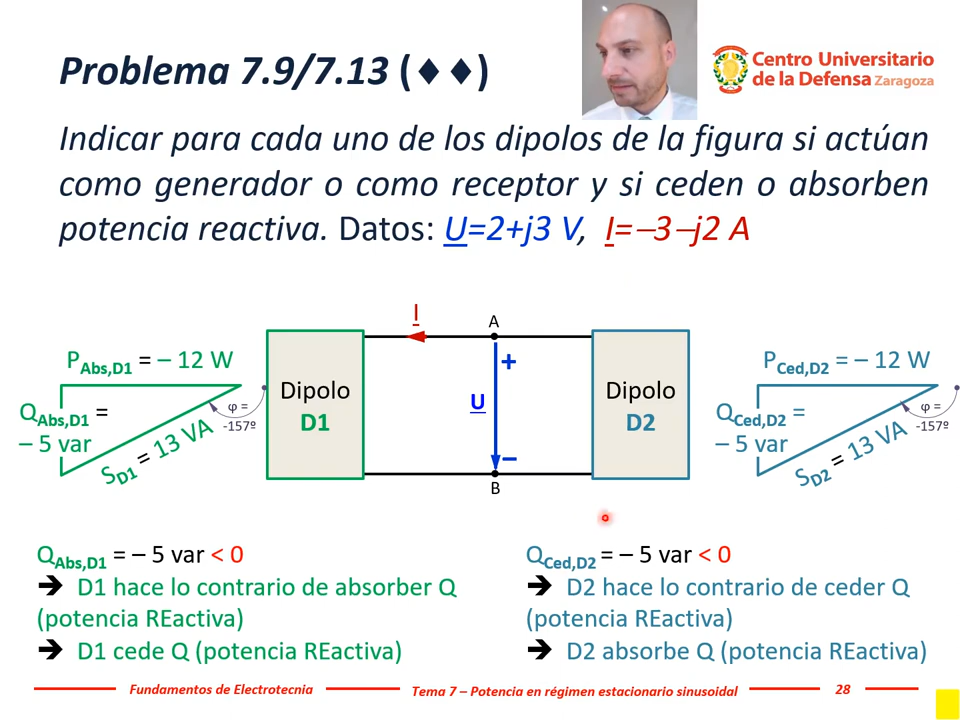 Problema 7.9/7.13 (♦♦)
Centro Universitario
de la Defensa Zaragoza
Indicar para cada uno de los dipolos de la figura si actúan
como generador o como receptor y si ceden o absorben
potencia reactiva. Datos: U=2+j3 V, I=−3−j2 A
I
A
P_Abs,D1 = – 12 W
Q_Abs,D1 =
– 5 var
φ =
-157º
S_D1 = 13 VA
Dipolo
D1
+
U
–
B
Dipolo
D2
P_Ced,D2 = – 12 W
Q_Ced,D2 =
– 5 var
φ =
-157º
S_D2 = 13 VA
Q_Abs,D1 = – 5 var < 0
➔ D1 hace lo contrario de absorber Q
(potencia REactiva)
➔ D1 cede Q (potencia REactiva)
Q_Ced,D2 = – 5 var < 0
➔ D2 hace lo contrario de ceder Q
(potencia REactiva)
➔ D2 absorbe Q (potencia REactiva)
Fundamentos de Electrotecnia
Tema 7 – Potencia en régimen estacionario sinusoidal
28